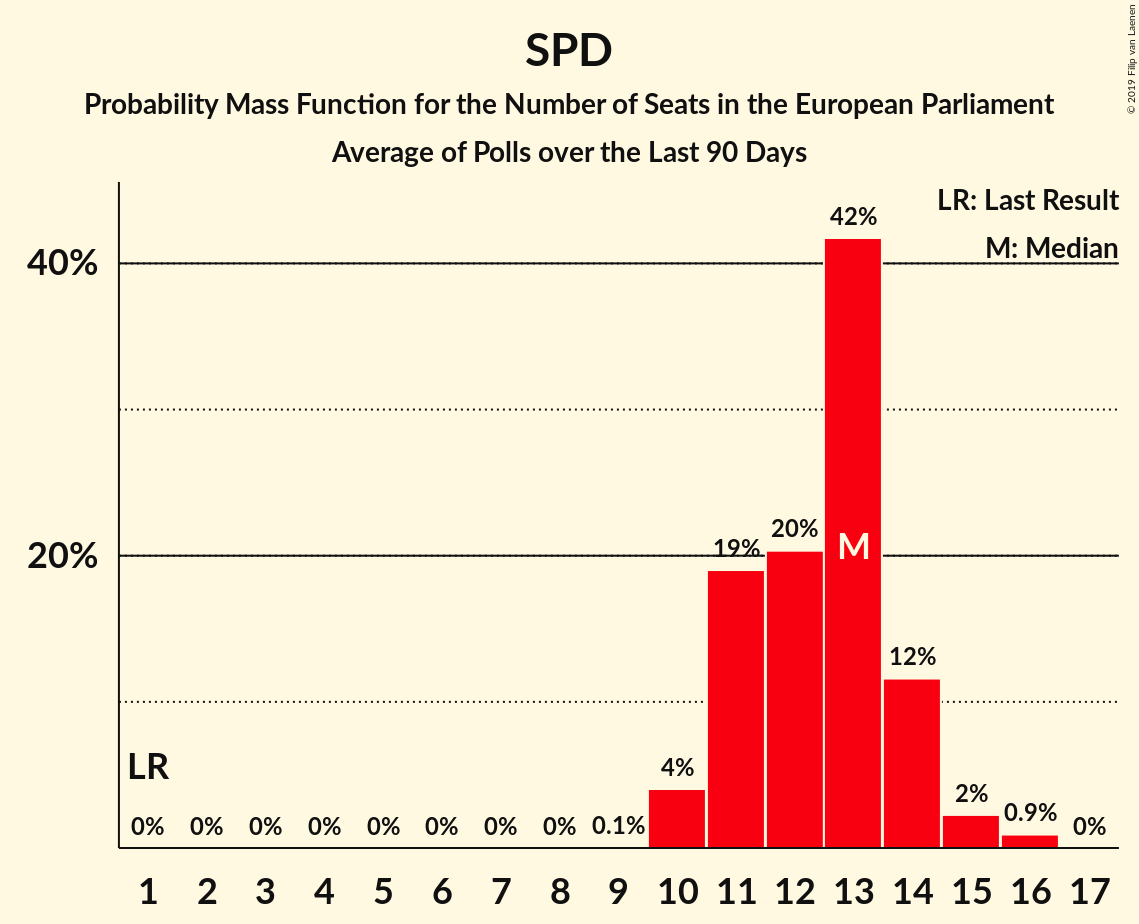 SPD
Probability Mass Function for the Number of Seats in the European Parliament
Average of Polls over the Last 90 Days
© 2019 Filip van Laenen
LR: Last Result
M: Median
40%
20%
42%
20%
19%
M
12%
4%
2%
0.9%
0.1%
LR
0% 0% 0% 0% 0% 0% 0% 0% 0%
1 2 3 4 5 6 7 8 9 10 11 12 13 14 15 16 17